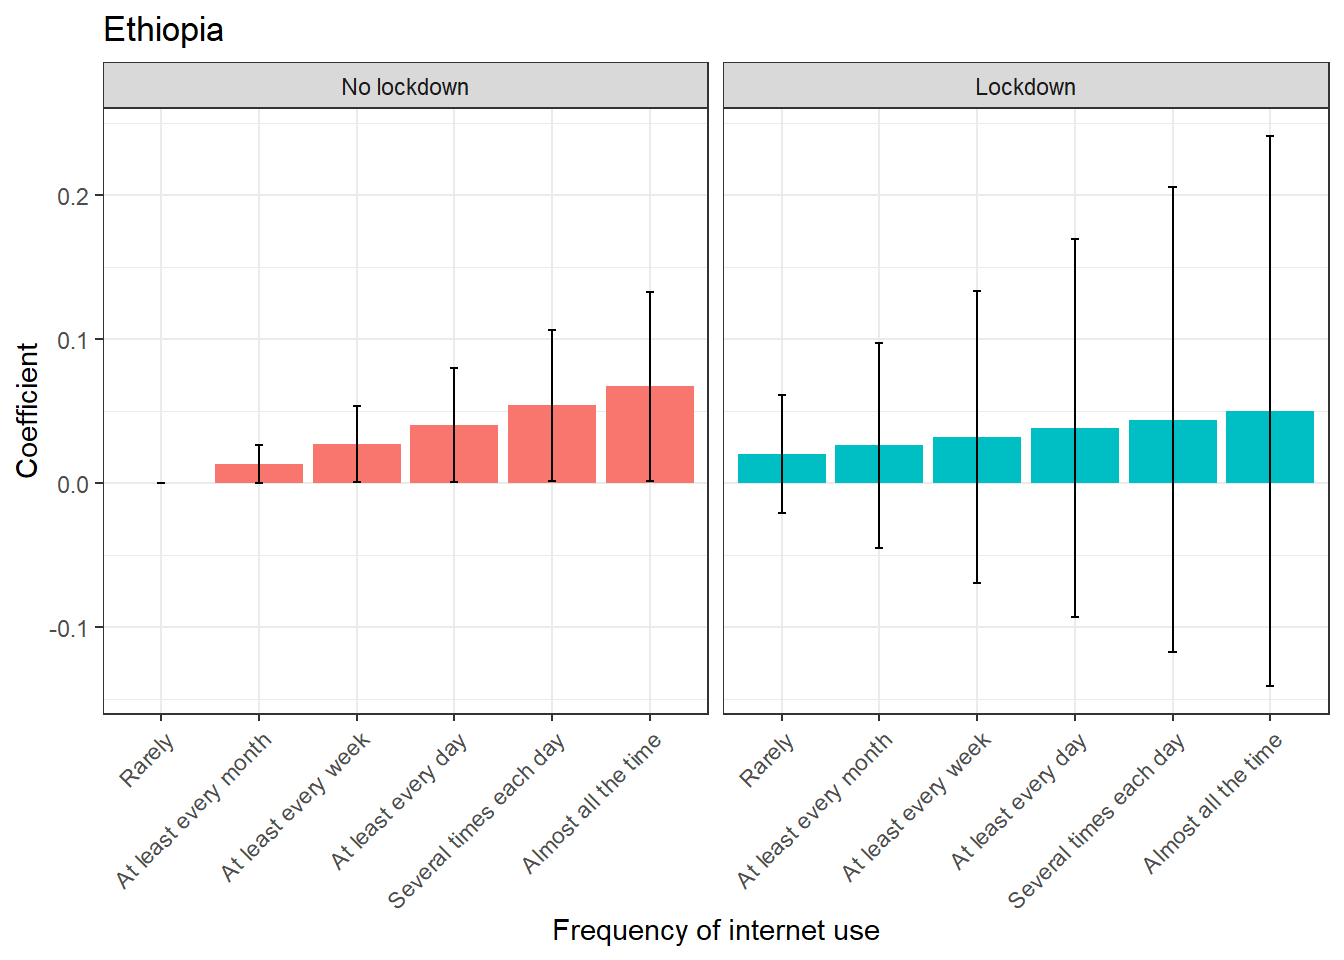 Ethiopia
No lockdown
Lockdown
Coefficient
0.2
0.1
0.0
-0.1
Rarely
At least every month
At least every week
At least every day
Several times each day
Almost all the time
Rarely
At least every month
At least every week
At least every day
Several times each day
Almost all the time
Frequency of internet use